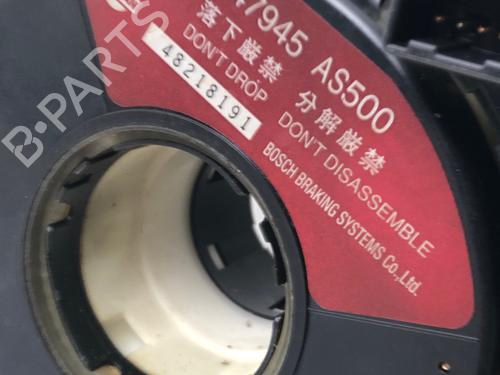 47945 AS500
落下厳禁 分解厳禁
DON'T DROP DON'T DISASSEMBLE
48218191
BOSCH BRAKING SYSTEMS Co.,Ltd.
B-PARTS